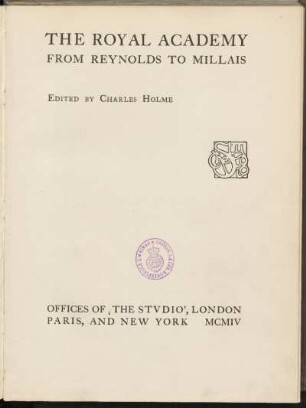 THE ROYAL ACADEMY
FROM REYNOLDS TO MILLAIS
EDITED BY CHARLES HOLME
OFFICES OF ‚THE STVDIO', LONDON
PARIS, AND NEW YORK MCMIV